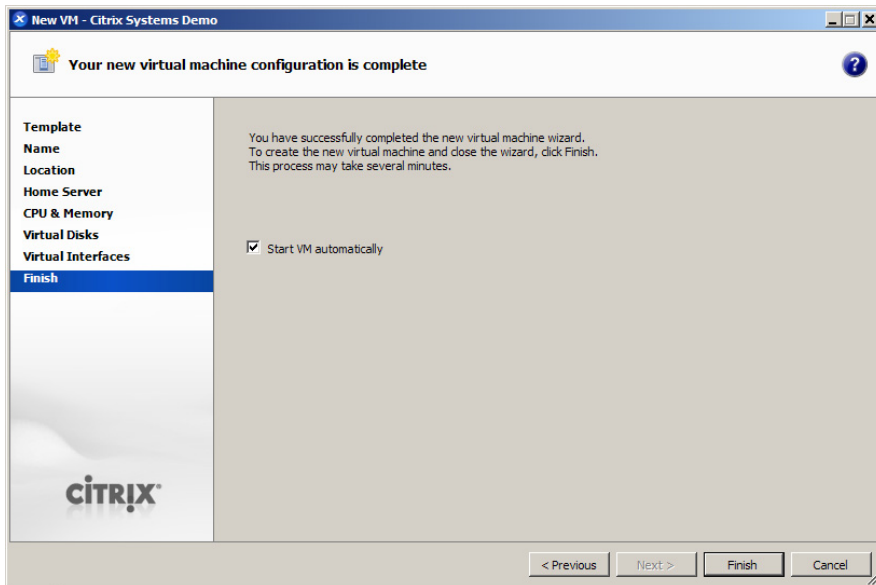 New VM - Citrix Systems Demo
Your new virtual machine configuration is complete
?
Template
Name
Location
Home Server
CPU & Memory
Virtual Disks
Virtual Interfaces
Finish
You have successfully completed the new virtual machine wizard.
To create the new virtual machine and close the wizard, click Finish.
This process may take several minutes.
Start VM automatically
CİTRỊX
< Previous
Next >
Finish
Cancel